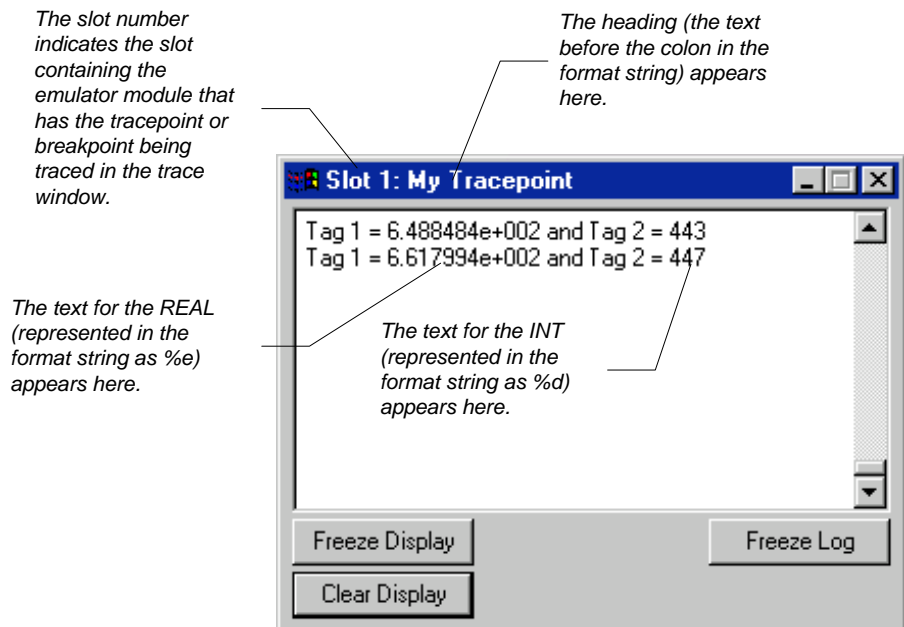 The slot number
indicates the slot
containing the
emulator module that
has the tracepoint or
breakpoint being
traced in the trace
window.
The heading (the text
before the colon in the
format string) appears
here.
Slot 1: My Tracepoint
Tag 1 = 6.488484e+002 and Tag 2 = 443
Tag 1 = 6.617994e+002 and Tag 2 = 447
The text for the REAL
(represented in the
format string as %e)
appears here.
The text for the INT
(represented in the
format string as %d)
appears here.
Freeze Display
Freeze Log
Clear Display